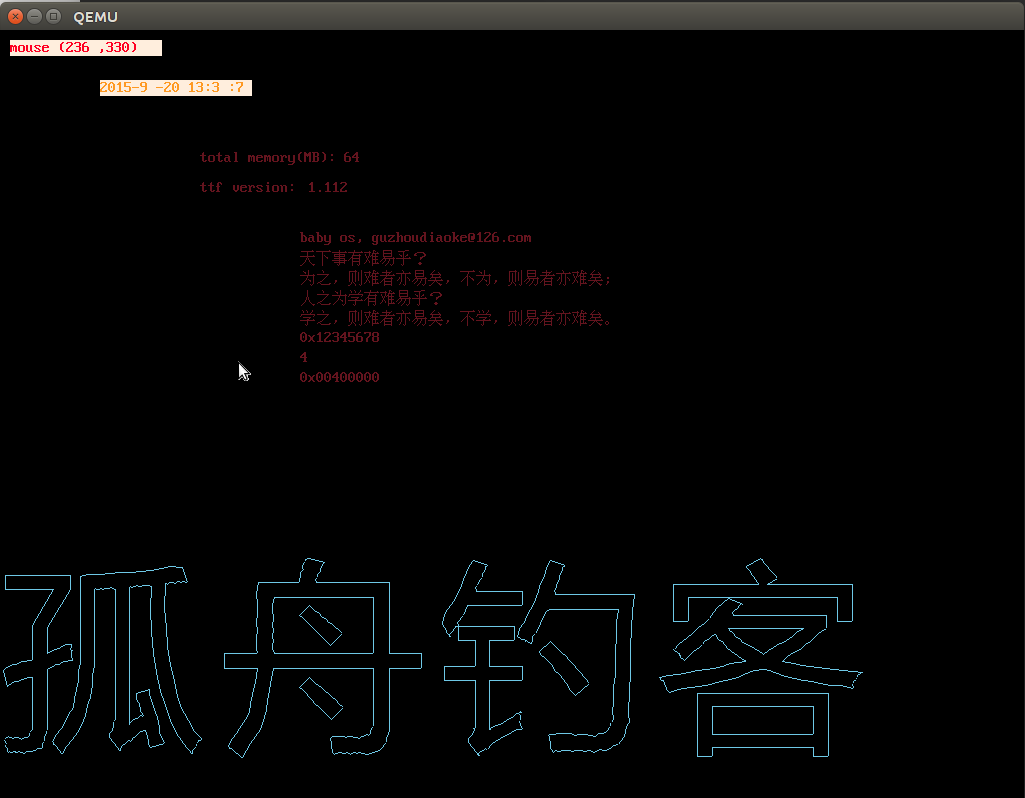 QEMU
mouse (236 ,330)
2015-9 -20 13:3 :7
total memory(MB): 64
ttf version: 1.112
baby os, guzhoudiaoke@126.com
天下事有难易乎？
为之，则难者亦易矣，不为，则易者亦难矣；
人之为学有难易乎？
学之，则难者亦易矣，不学，则易者亦难矣。
0x12345678
4
0x00400000
孤舟钓客